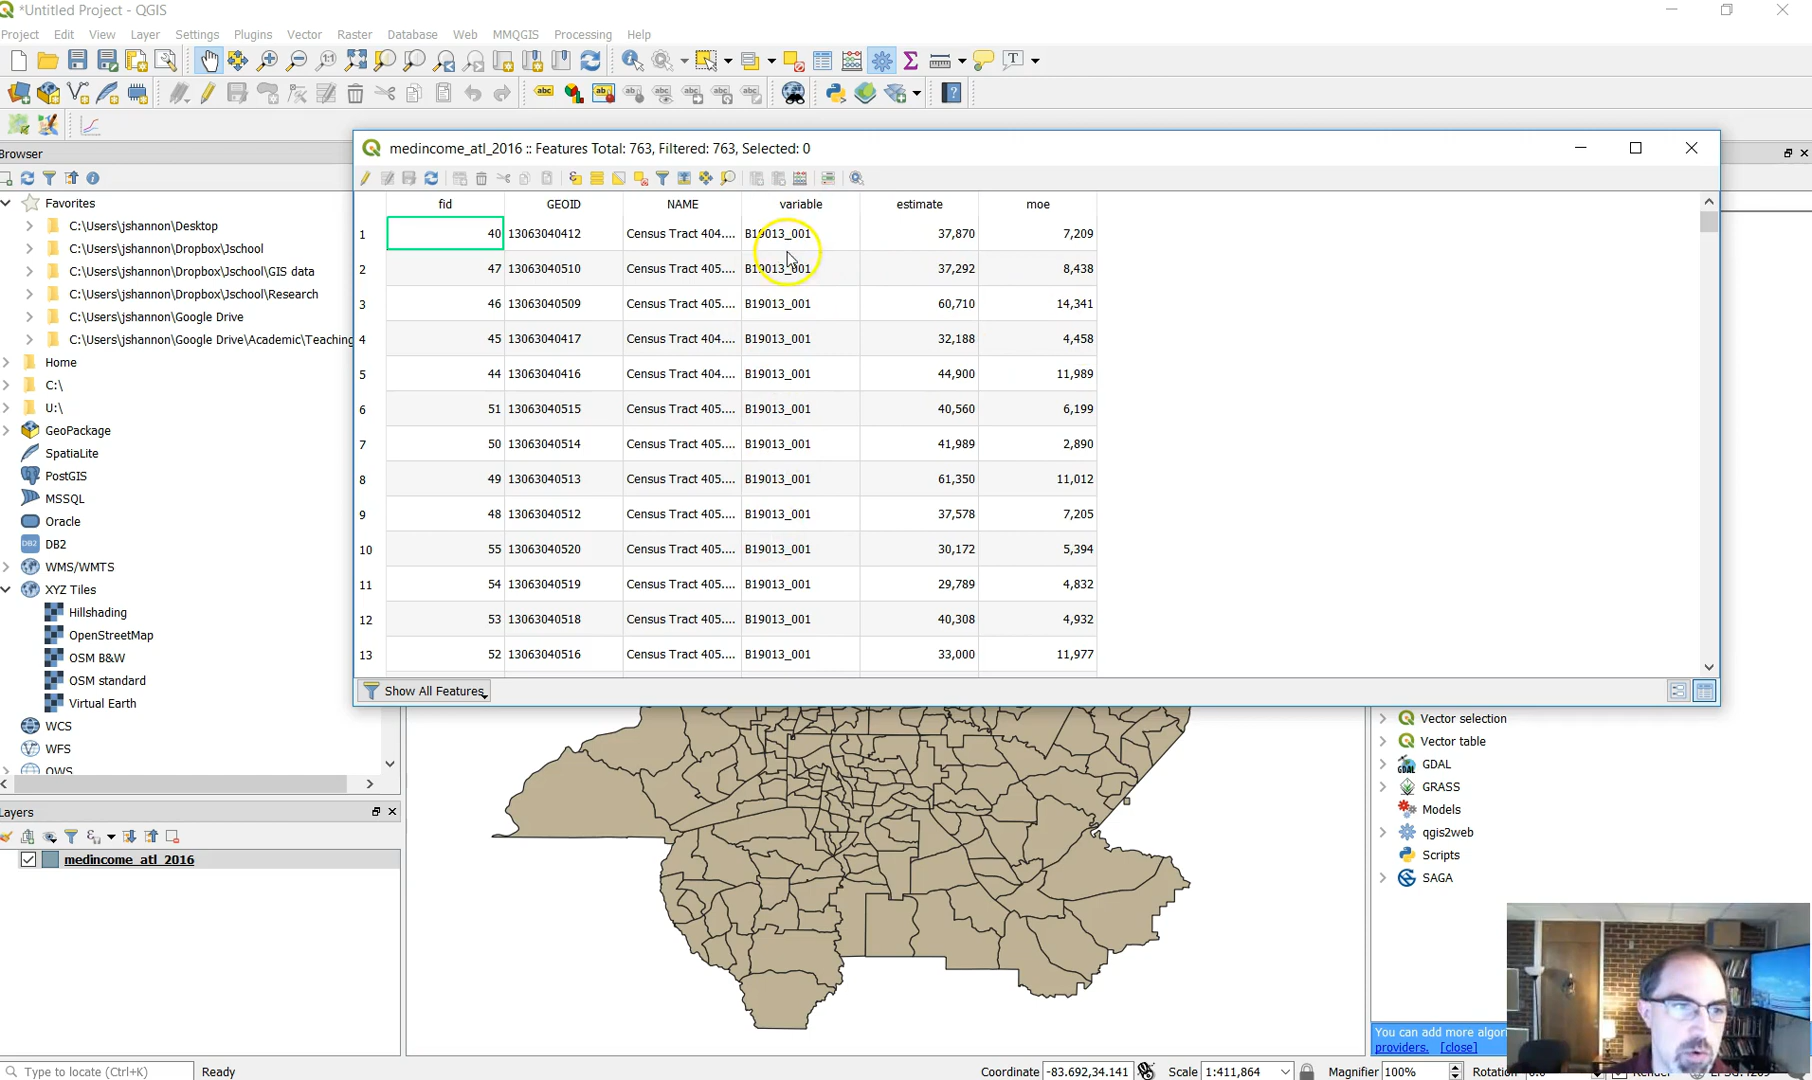 *Untitled Project - QGIS
Project Edit View Layer Settings Plugins Vector Raster Database Web MMQGIS Processing Help
Browser
medincome_atl_2016 :: Features Total: 763, Filtered: 763, Selected: 0
Favorites
C:\Users\jshannon\Desktop
C:\Users\jshannon\Dropbox\Jschool
C:\Users\jshannon\Dropbox\Jschool\GIS data
C:\Users\jshannon\Dropbox\Jschool\Research
C:\Users\jshannon\Google Drive
C:\Users\jshannon\Google Drive\Academic\Teaching
Home
C:\
U:\
GeoPackage
SpatiaLite
PostGIS
MSSQL
Oracle
DB2
WMS/WMTS
XYZ Tiles
Hillshading
OpenStreetMap
OSM B&W
OSM standard
Virtual Earth
WCS
WFS
OWS
fid GEOID NAME variable estimate moe
1 40 13063040412 Census Tract 404.... B19013_001 37,870 7,209
2 47 13063040510 Census Tract 405.... B19013_001 37,292 8,438
3 46 13063040509 Census Tract 405.... B19013_001 60,710 14,341
4 45 13063040417 Census Tract 404.... B19013_001 32,188 4,458
5 44 13063040416 Census Tract 404.... B19013_001 44,900 11,989
6 51 13063040515 Census Tract 405.... B19013_001 40,560 6,199
7 50 13063040514 Census Tract 405.... B19013_001 41,989 2,890
8 49 13063040513 Census Tract 405.... B19013_001 61,350 11,012
9 48 13063040512 Census Tract 405.... B19013_001 37,578 7,205
10 55 13063040520 Census Tract 405.... B19013_001 30,172 5,394
11 54 13063040519 Census Tract 405.... B19013_001 29,789 4,832
12 53 13063040518 Census Tract 405.... B19013_001 40,308 4,932
13 52 13063040516 Census Tract 405.... B19013_001 33,000 11,977
Show All Features
Layers
medincome_atl_2016
Vector selection
Vector table
GDAL
GRASS
Models
qgis2web
Scripts
SAGA
You can add more algor
providers. [close]
Type to locate (Ctrl+K) Ready Coordinate -83.692,34.141 Scale 1:411,864 Magnifier 100%